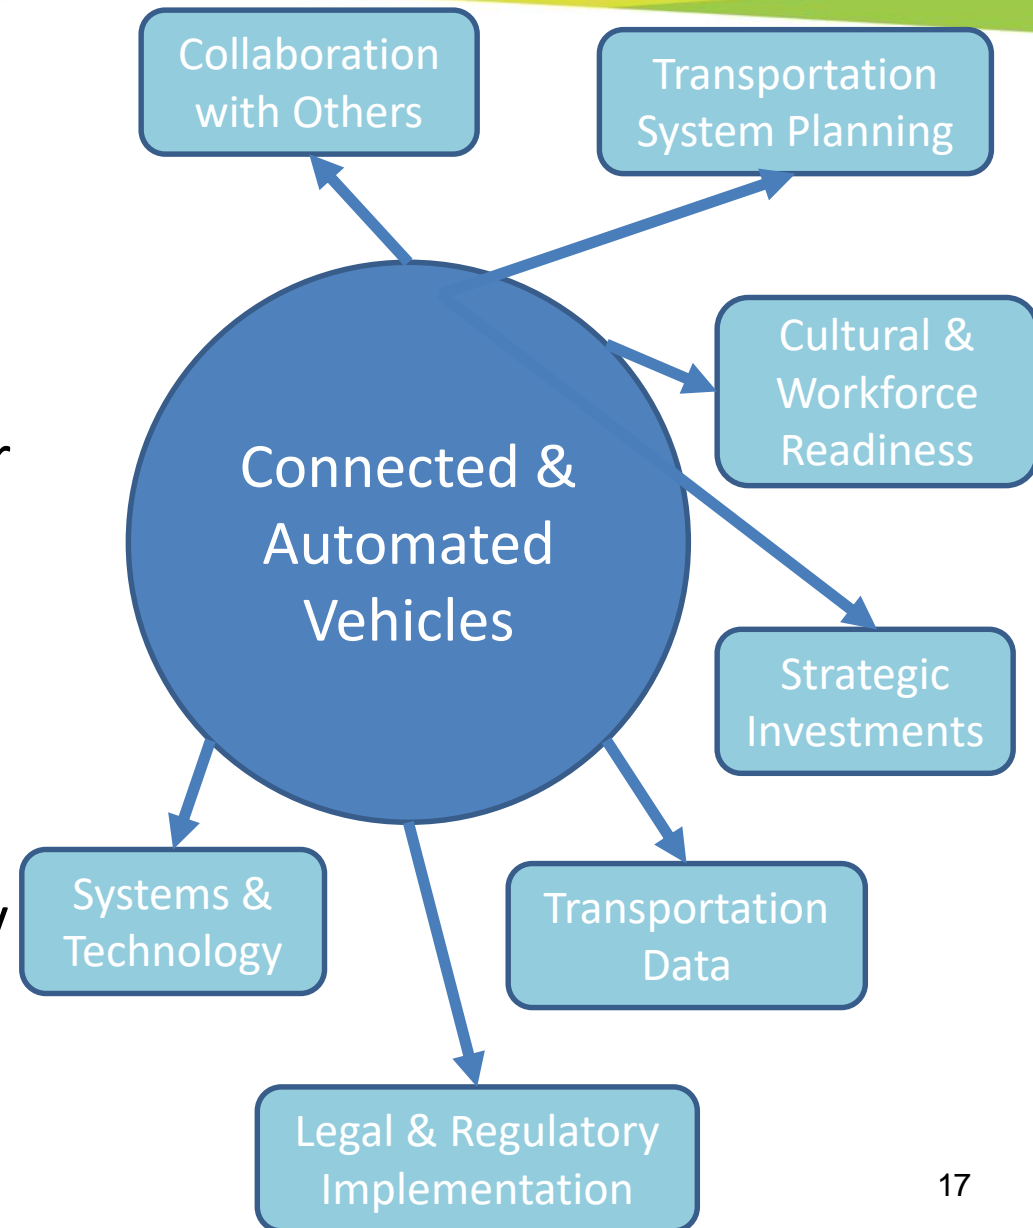 Collaboration
with Others
Transportation
System Planning
Cultural &
Workforce
Readiness
r
Connected &
Automated
Vehicles
Strategic
Investments
y
Systems &
Technology
Transportation
Data
Legal & Regulatory
Implementation
17